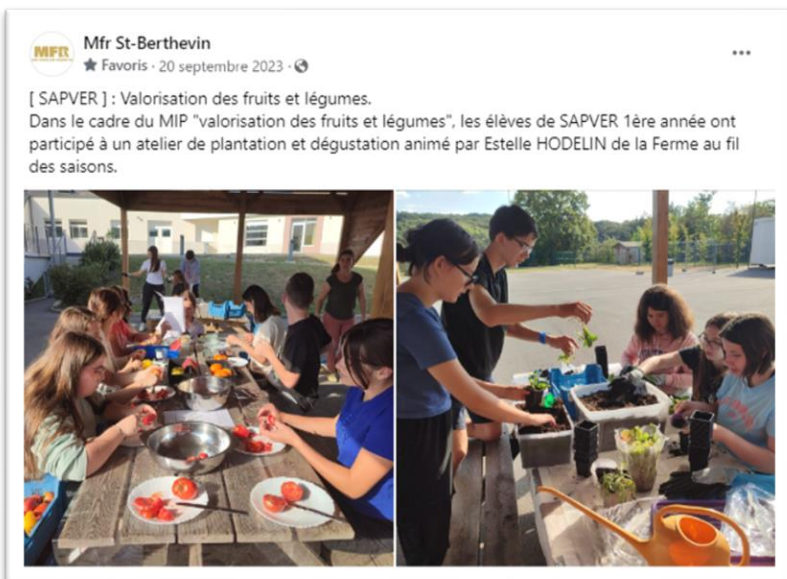 MFR
Mfr St-Berthevin
Favoris · 20 septembre 2023 ·
[ SAPVER ] : Valorisation des fruits et légumes.
Dans le cadre du MIP "valorisation des fruits et légumes", les élèves de SAPVER 1ère année ont
participé à un atelier de plantation et dégustation animé par Estelle HODELIN de la Ferme au fil
des saisons.